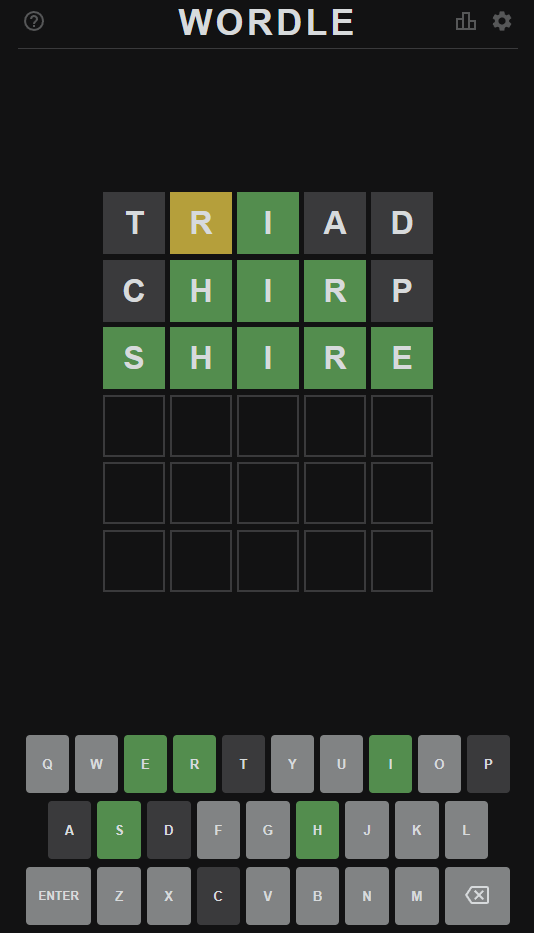 WORDLE
T R I A D
C H I R P
S H I R E
Q W E R T Y U I O P
A S D F G H J K L
ENTER Z X C V B N M